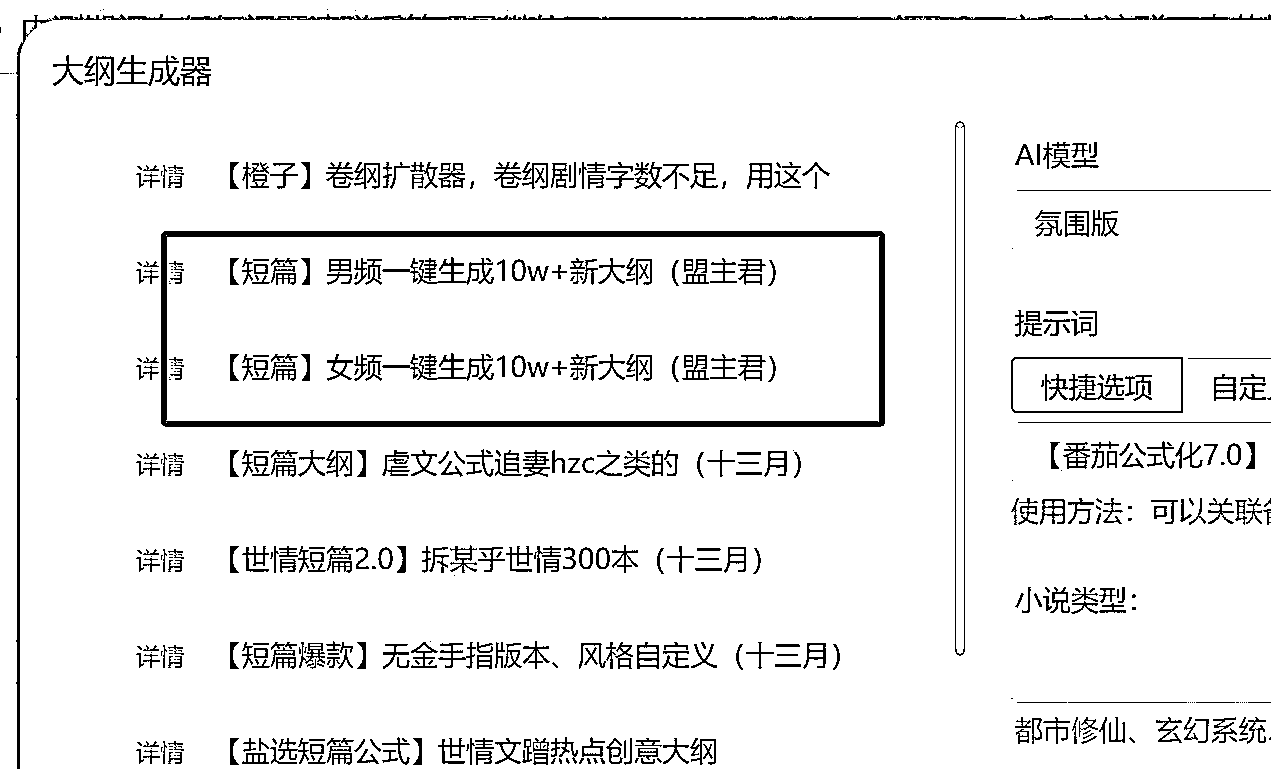 大纲生成器
详情 【橙子】卷纲扩散器，卷纲剧情字数不足，用这个
详情 【短篇】男频一键生成10w+新大纲（盟主君）
详情 【短篇】女频一键生成10w+新大纲（盟主君）
详情 【短篇大纲】虐文公式追妻hzc之类的（十三月）
详情 【世情短篇2.0】拆某乎世情300本（十三月）
详情 【短篇爆款】无金手指版本、风格自定义（十三月）
详情 【盐选短篇公式】世情文蹭热点创意大纲
AI模型
氛围版
提示词
快捷选项 自定
【番茄公式化7.0】
使用方法：可以关联
小说类型：
都市修仙、玄幻系统